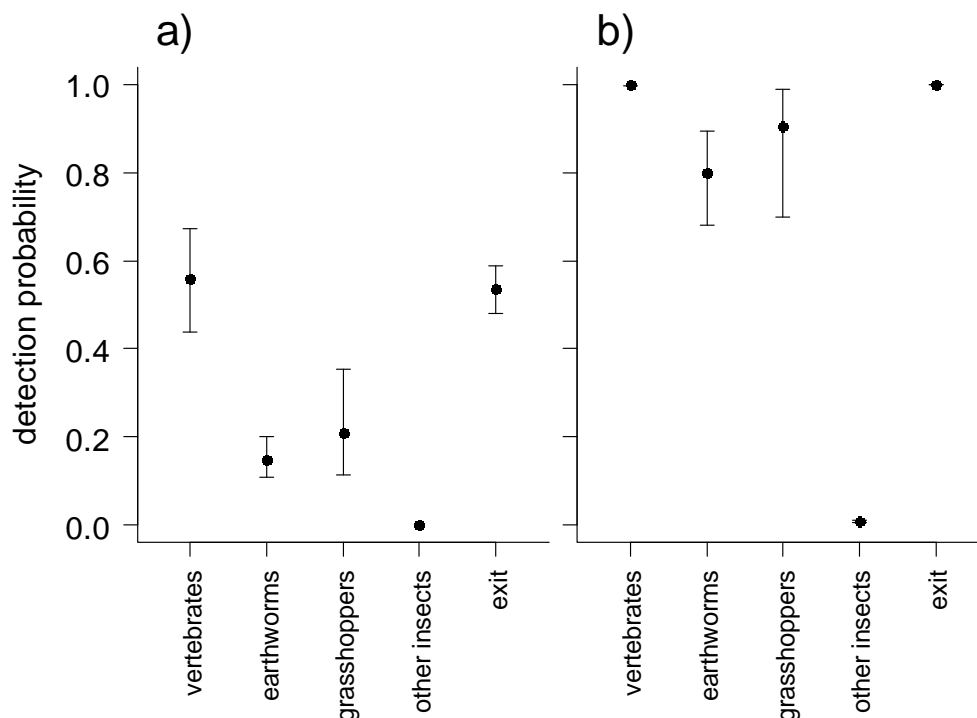 a)
b)
detection probability
1.0
0.8
0.6
0.4
0.2
0.0
vertebrates
earthworms
grasshoppers
other insects
exit
vertebrates
earthworms
grasshoppers
other insects
exit